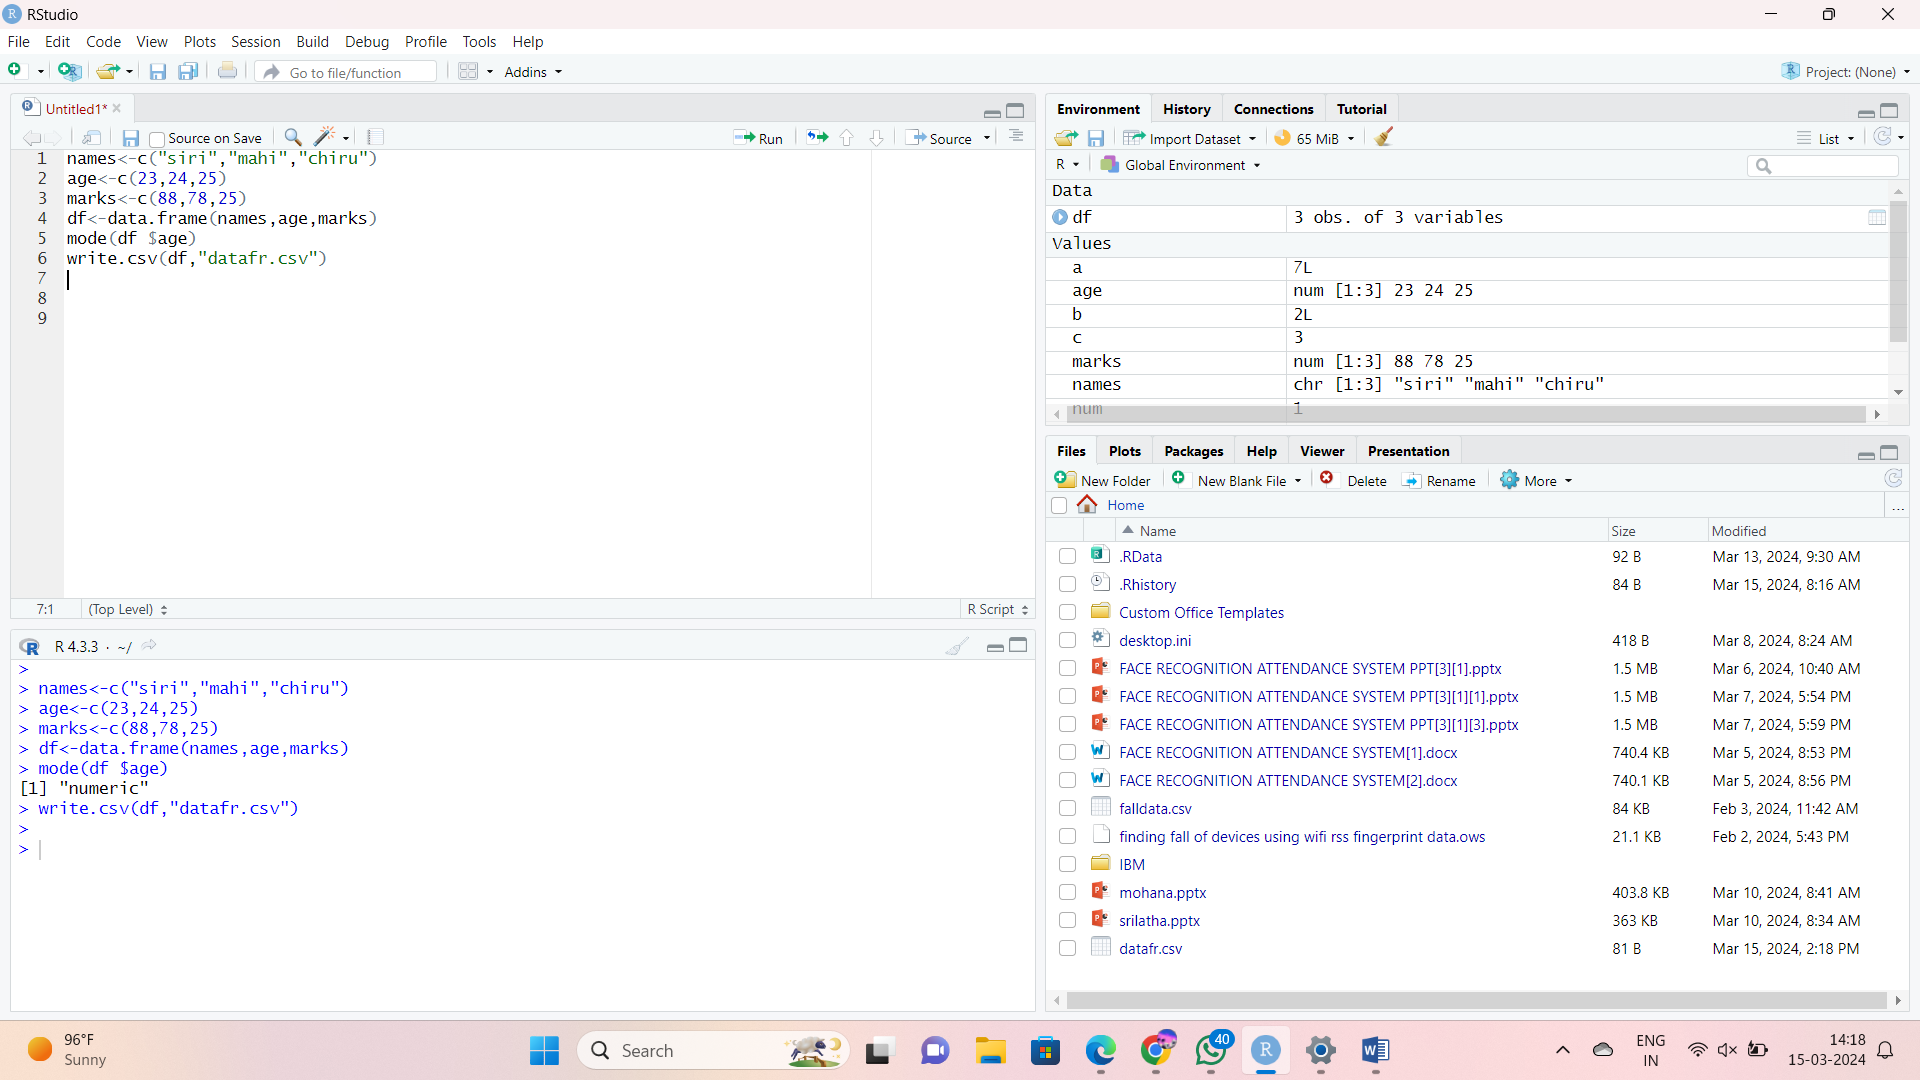 RStudio
File Edit Code View Plots Session Build Debug Profile Tools Help
Go to file/function Addins Project: (None)
Untitled1*
Source on Save Run Source
1 names<-c("siri","mahi","chiru")
2 age<-c(23,24,25)
3 marks<-c(88,78,25)
4 df<-data.frame(names,age,marks)
5 mode(df $age)
6 write.csv(df,"datafr.csv")
7
8
9
7:1 (Top Level) R Script
R 4.3.3 · ~/
>
> names<-c("siri","mahi","chiru")
> age<-c(23,24,25)
> marks<-c(88,78,25)
> df<-data.frame(names,age,marks)
> mode(df $age)
[1] "numeric"
> write.csv(df,"datafr.csv")
>
>
Environment History Connections Tutorial
Import Dataset 65 MiB List
R Global Environment
Data
df 3 obs. of 3 variables
Values
a 7L
age num [1:3] 23 24 25
b 2L
c 3
marks num [1:3] 88 78 25
names chr [1:3] "siri" "mahi" "chiru"
num 1
Files Plots Packages Help Viewer Presentation
New Folder New Blank File Delete Rename More
Home ...
Name Size Modified
.RData 92 B Mar 13, 2024, 9:30 AM
.Rhistory 84 B Mar 15, 2024, 8:16 AM
Custom Office Templates
desktop.ini 418 B Mar 8, 2024, 8:24 AM
FACE RECOGNITION ATTENDANCE SYSTEM PPT[3][1].pptx 1.5 MB Mar 6, 2024, 10:40 AM
FACE RECOGNITION ATTENDANCE SYSTEM PPT[3][1][1].pptx 1.5 MB Mar 7, 2024, 5:54 PM
FACE RECOGNITION ATTENDANCE SYSTEM PPT[3][1][3].pptx 1.5 MB Mar 7, 2024, 5:59 PM
FACE RECOGNITION ATTENDANCE SYSTEM[1].docx 740.4 KB Mar 5, 2024, 8:53 PM
FACE RECOGNITION ATTENDANCE SYSTEM[2].docx 740.1 KB Mar 5, 2024, 8:56 PM
falldata.csv 84 KB Feb 3, 2024, 11:42 AM
finding fall of devices using wifi rss fingerprint data.ows 21.1 KB Feb 2, 2024, 5:43 PM
IBM
mohana.pptx 403.8 KB Mar 10, 2024, 8:41 AM
srilatha.pptx 363 KB Mar 10, 2024, 8:34 AM
datafr.csv 81 B Mar 15, 2024, 2:18 PM
96°F
Sunny
Search
40
ENG
IN
14:18
15-03-2024